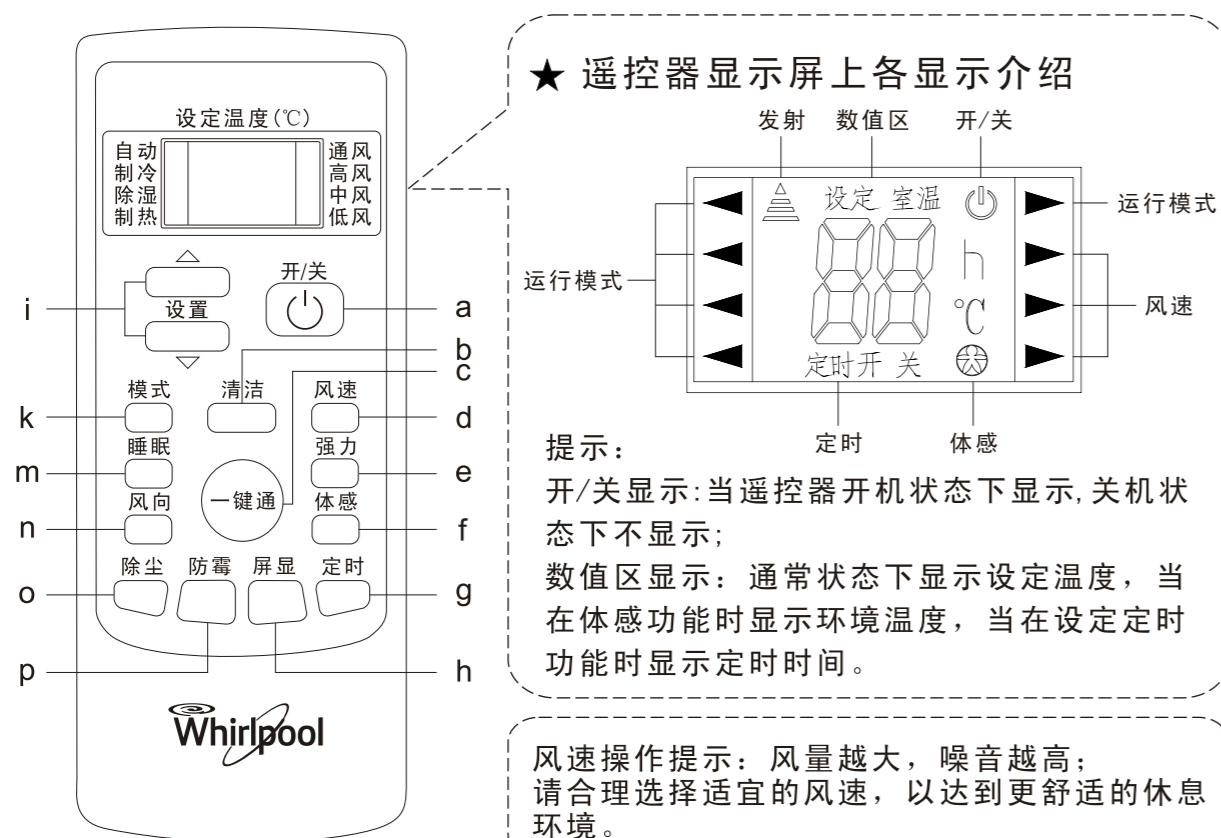 设定温度(℃)
自动
制冷
除湿
制热
通风
高风
中风
低风
设置
开/关
模式
清洁
风速
睡眠
强力
风向
一键通
体感
除尘
防霉
屏显
定时
i
k
m
n
o
p
a
b
c
d
e
f
g
h
Whirlpool
★ 遥控器显示屏上各显示介绍
发射
数值区
开/关
设定 室温
h
℃
定时开 关
运行模式
运行模式
风速
定时
体感
提示：
开/关显示:当遥控器开机状态下显示,关机状
态下不显示;
数值区显示：通常状态下显示设定温度，当
在体感功能时显示环境温度，当在设定定时
功能时显示定时时间。
风速操作提示：风量越大，噪音越高；
请合理选择适宜的风速，以达到更舒适的休息
环境。